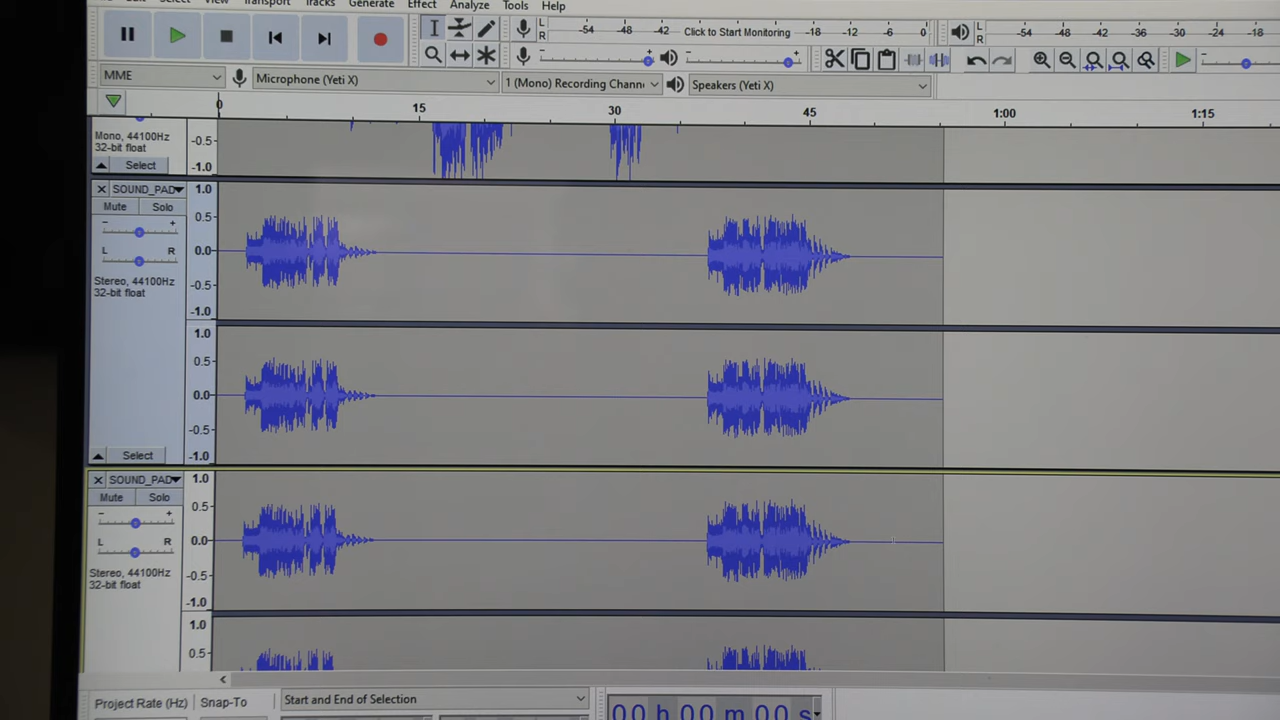 Select Transport Tracks Generate Effect Analyze Tools Help
L R -54 -48 -42 Click to Start Monitoring -18 -12 -6 0 L R -54 -48 -42 -36 -30 -24 -18
MME Microphone (Yeti X) 1 (Mono) Recording Chann Speakers (Yeti X)
0 15 30 45 1:00 1:15
Mono, 44100Hz
32-bit float
-0.5
Select
-1.0
SOUND_PAD
Mute Solo
- +
L R
Stereo, 44100Hz
32-bit float
1.0
0.5
0.0
-0.5
-1.0
1.0
0.5
0.0
-0.5
-1.0
Select
SOUND_PAD
Mute Solo
- +
L R
Stereo, 44100Hz
32-bit float
1.0
0.5
0.0
-0.5
-1.0
1.0
0.5
Project Rate (Hz) Snap-To Start and End of Selection
00 h 00 m 00 s